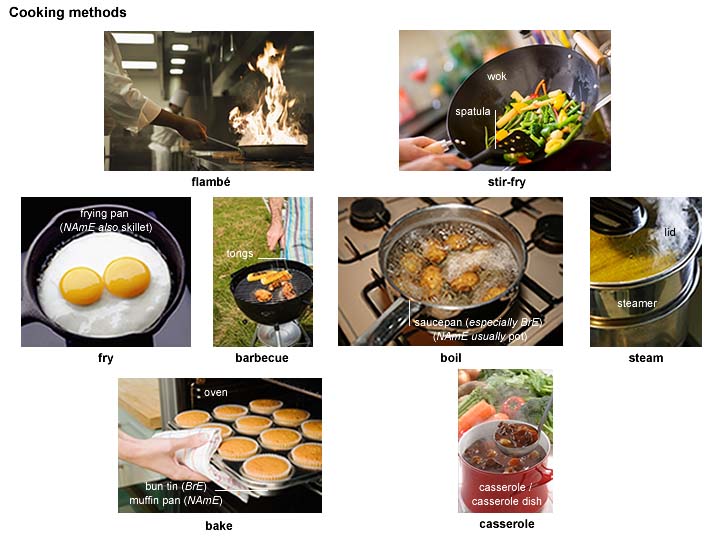 Cooking methods
wok
spatula
flambé
stir-fry
frying pan
(NAmE also skillet)
tongs
saucepan (especially BrE)
(NAmE usually pot)
lid
steamer
fry
barbecue
boil
steam
oven
bun tin (BrE)
muffin pan (NAmE)
casserole /
casserole dish
bake
casserole